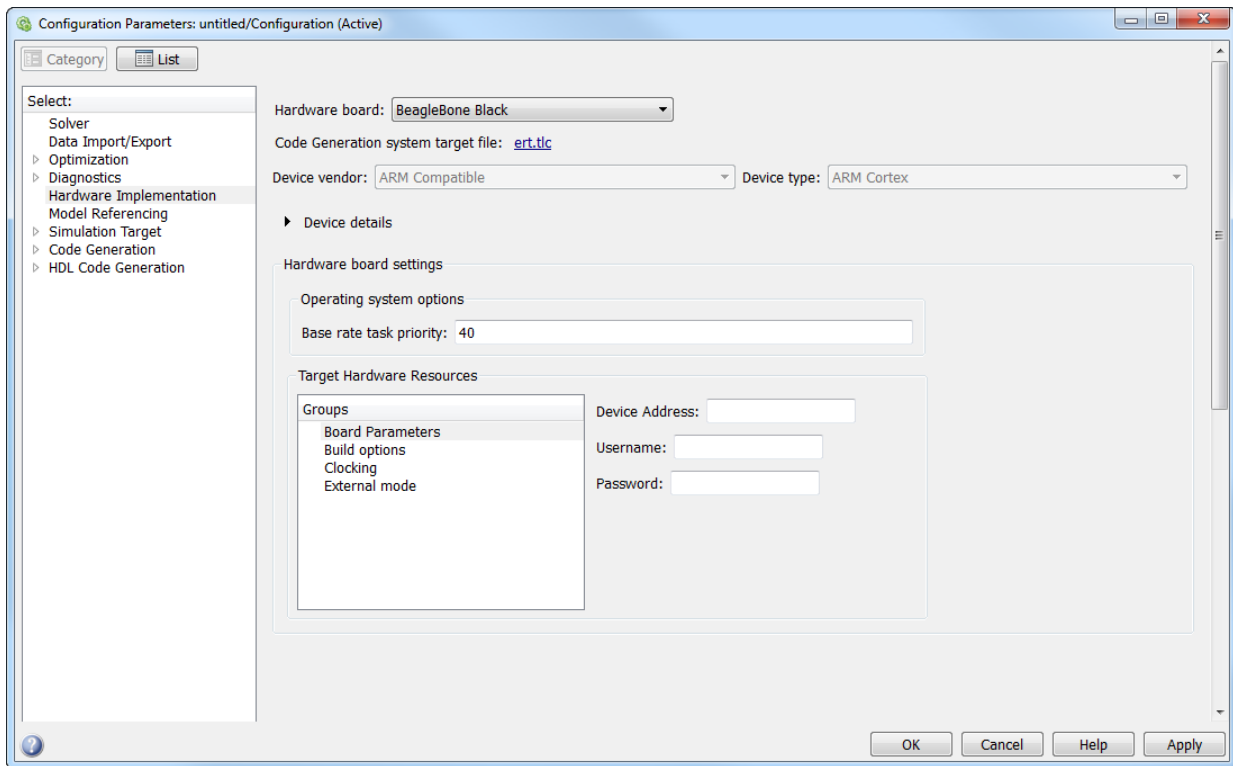 Configuration Parameters: untitled/Configuration (Active)
Category
List
Select:
Solver
Data Import/Export
Optimization
Diagnostics
Hardware Implementation
Model Referencing
Simulation Target
Code Generation
HDL Code Generation
Hardware board: BeagleBone Black
Code Generation system target file: ert.tlc
Device vendor: ARM Compatible Device type: ARM Cortex
Device details
Hardware board settings
Operating system options
Base rate task priority: 40
Target Hardware Resources
Groups
Board Parameters
Build options
Clocking
External mode
Device Address:
Username:
Password:
OK Cancel Help Apply